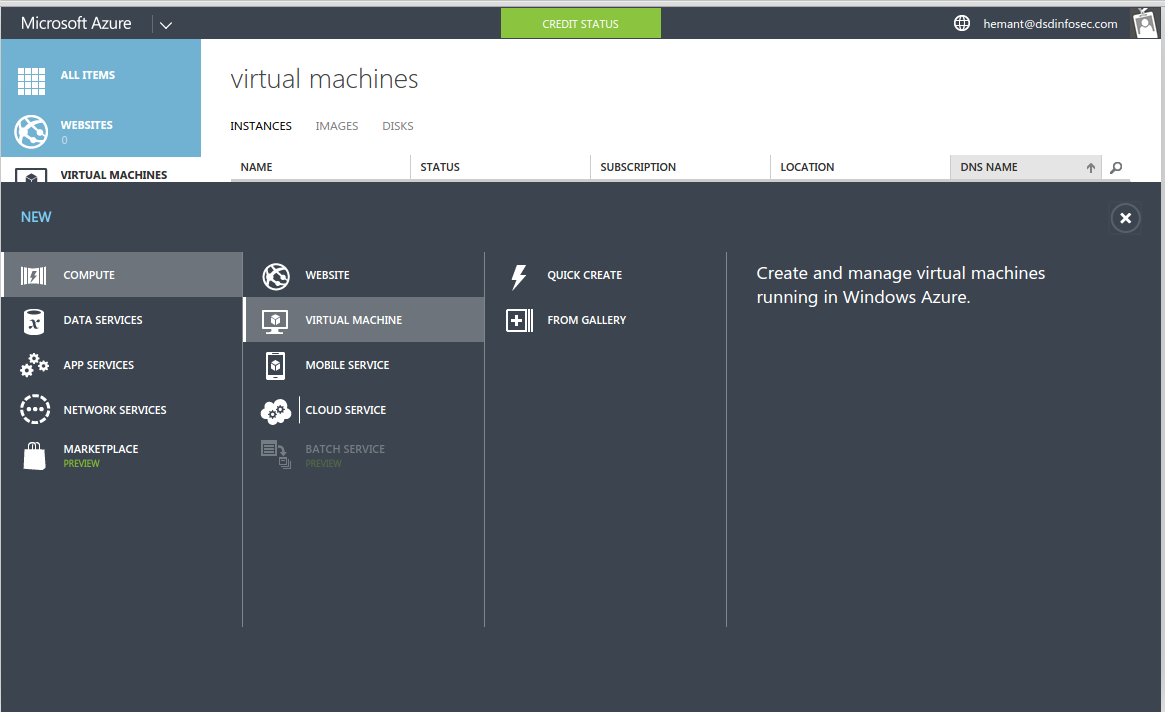 Microsoft Azure
CREDIT STATUS
hemant@dsdinfosec.com
ALL ITEMS
WEBSITES
0
VIRTUAL MACHINES
virtual machines
INSTANCES IMAGES DISKS
NAME STATUS SUBSCRIPTION LOCATION DNS NAME
NEW
COMPUTE
DATA SERVICES
APP SERVICES
NETWORK SERVICES
MARKETPLACE
PREVIEW
WEBSITE
VIRTUAL MACHINE
MOBILE SERVICE
CLOUD SERVICE
BATCH SERVICE
PREVIEW
QUICK CREATE
FROM GALLERY
Create and manage virtual machines
running in Windows Azure.